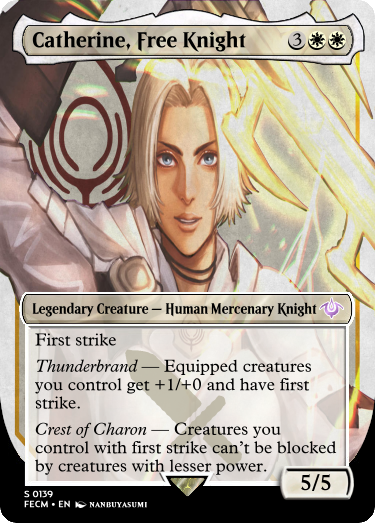 Catherine, Free Knight 3
Legendary Creature — Human Mercenary Knight
First strike
Thunderbrand — Equipped creatures
you control get +1/+0 and have first
strike.
Crest of Charon — Creatures you
control with first strike can't be blocked
by creatures with lesser power.
5/5
S 0139
FECM • EN NANBUYASUMI